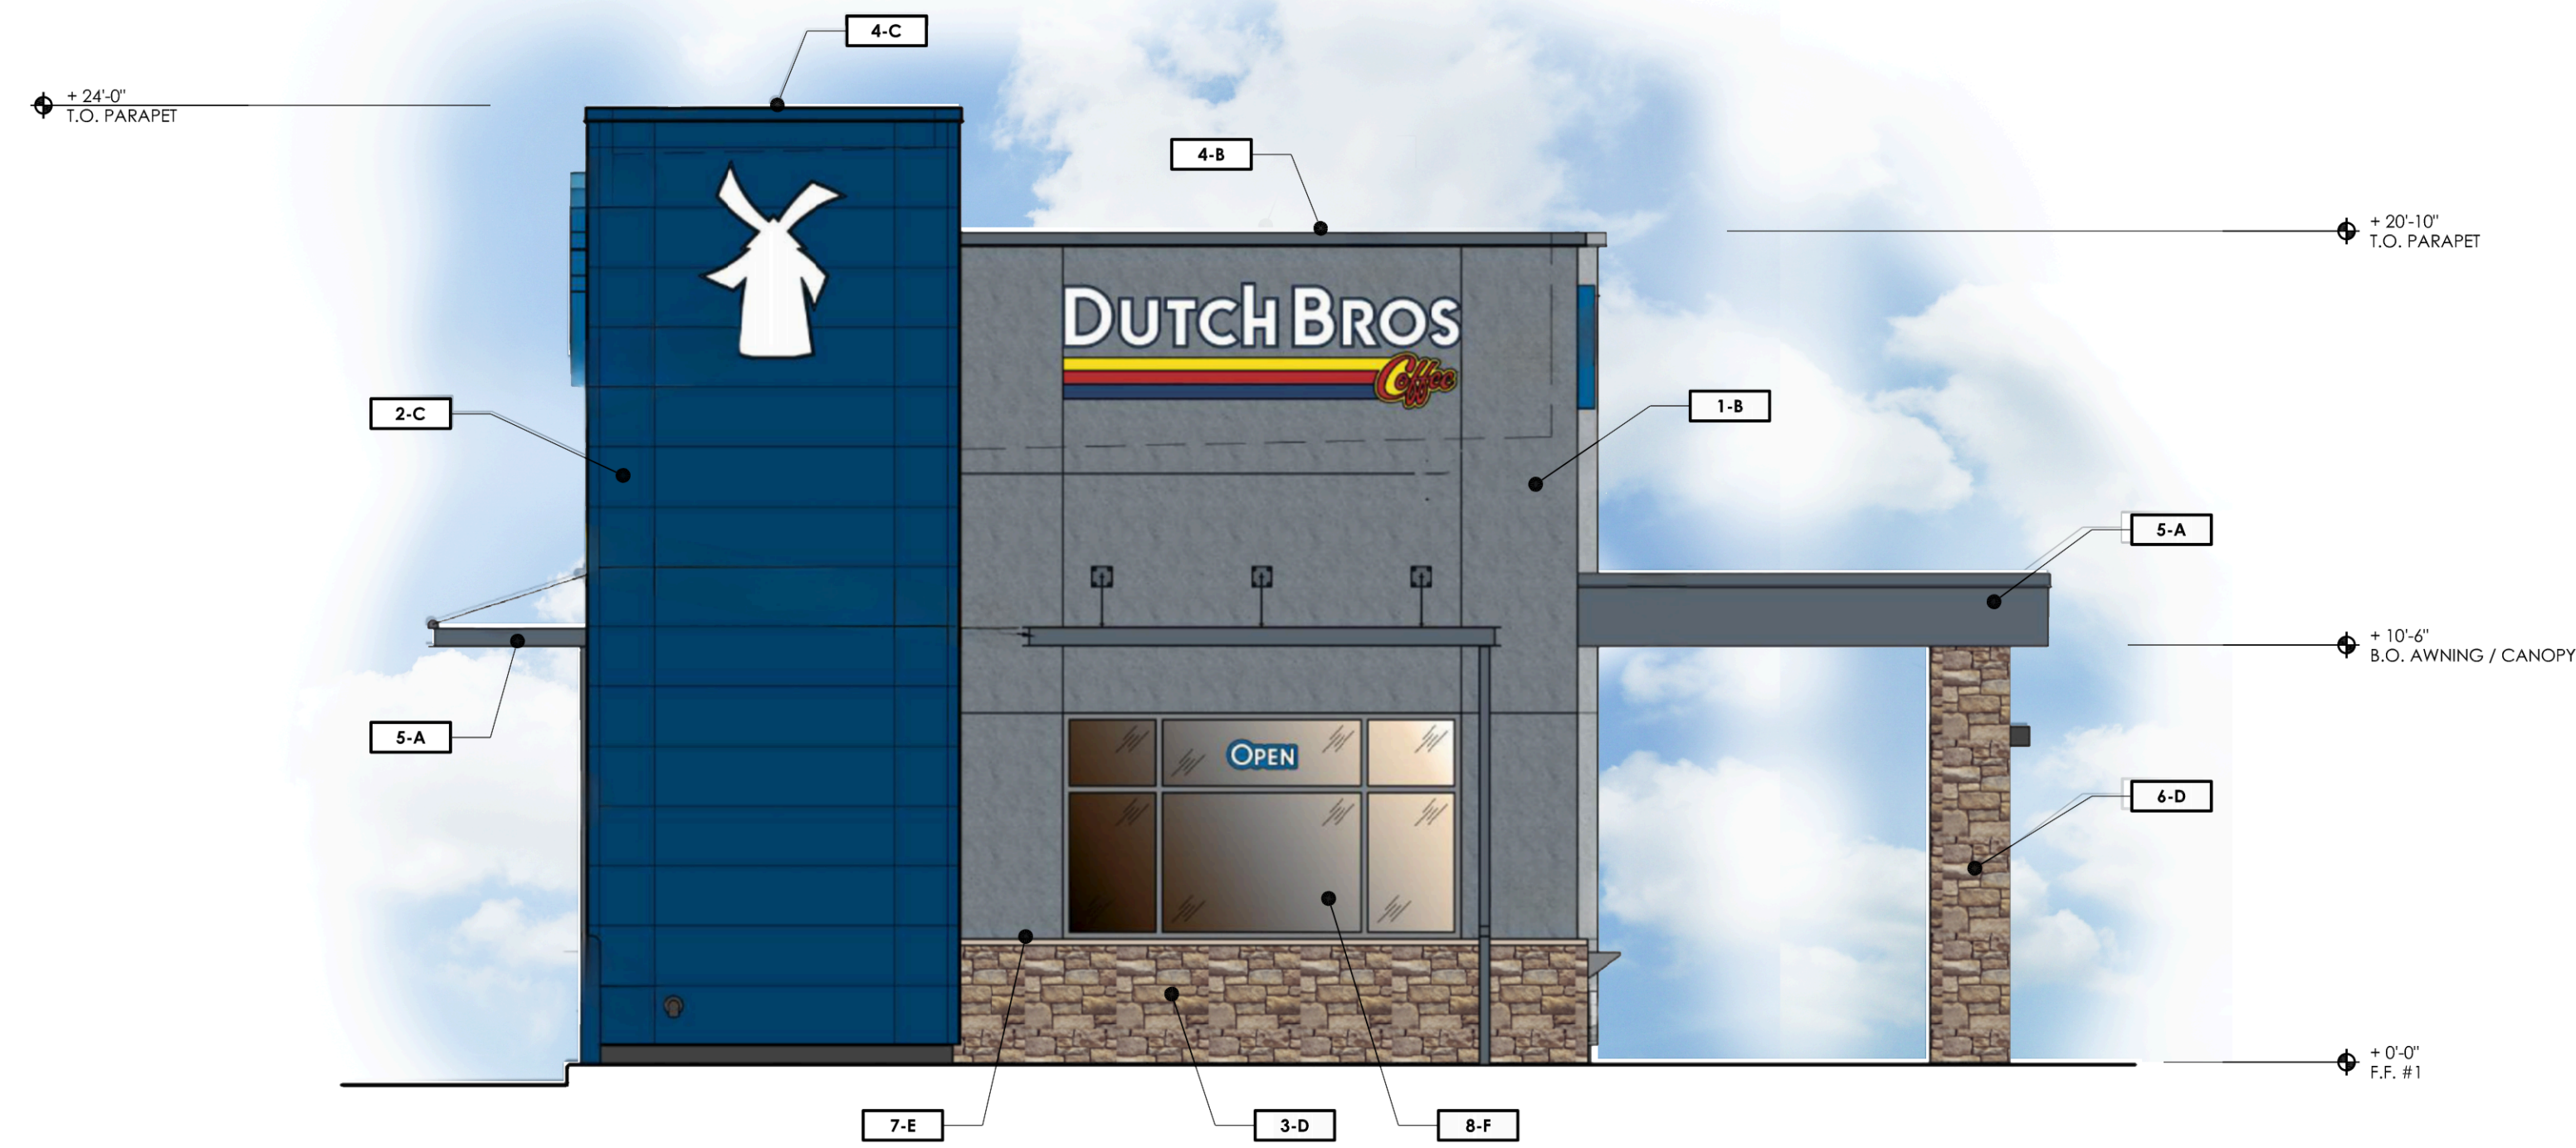 4-C
+ 24'-0"
T.O. PARAPET
4-B
+ 20'-10"
T.O. PARAPET
DUTCH BROS
Coffee
2-C
1-B
5-A
+ 10'-6"
B.O. AWNING / CANOPY
5-A
OPEN
6-D
+ 0'-0"
F.F. #1
7-E
3-D
8-F